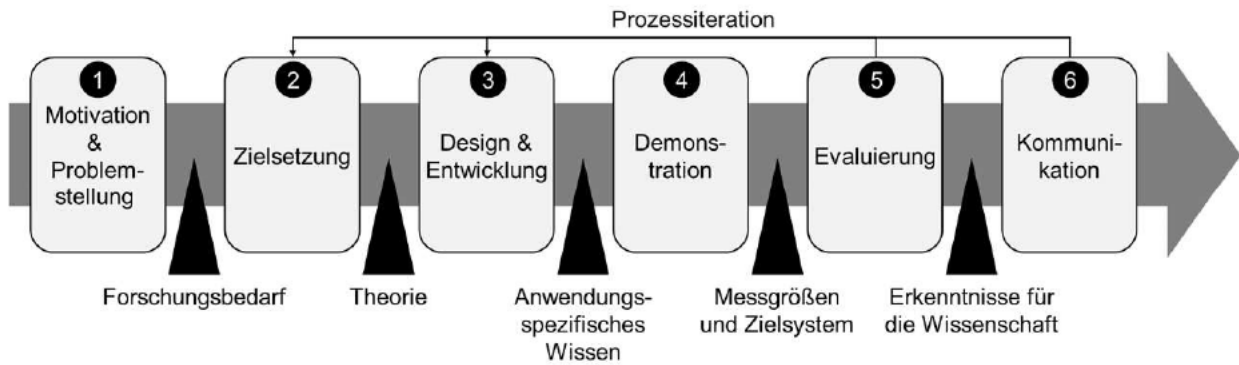 Prozessiteration
1
Motivation
&
Problem-
stellung
2
Zielsetzung
3
Design &
Entwicklung
4
Demons-
tration
5
Evaluierung
6
Kommuni-
kation
Forschungsbedarf
Theorie
Anwendungs-
spezifisches
Wissen
Messgrößen
und Zielsystem
Erkenntnisse für
die Wissenschaft